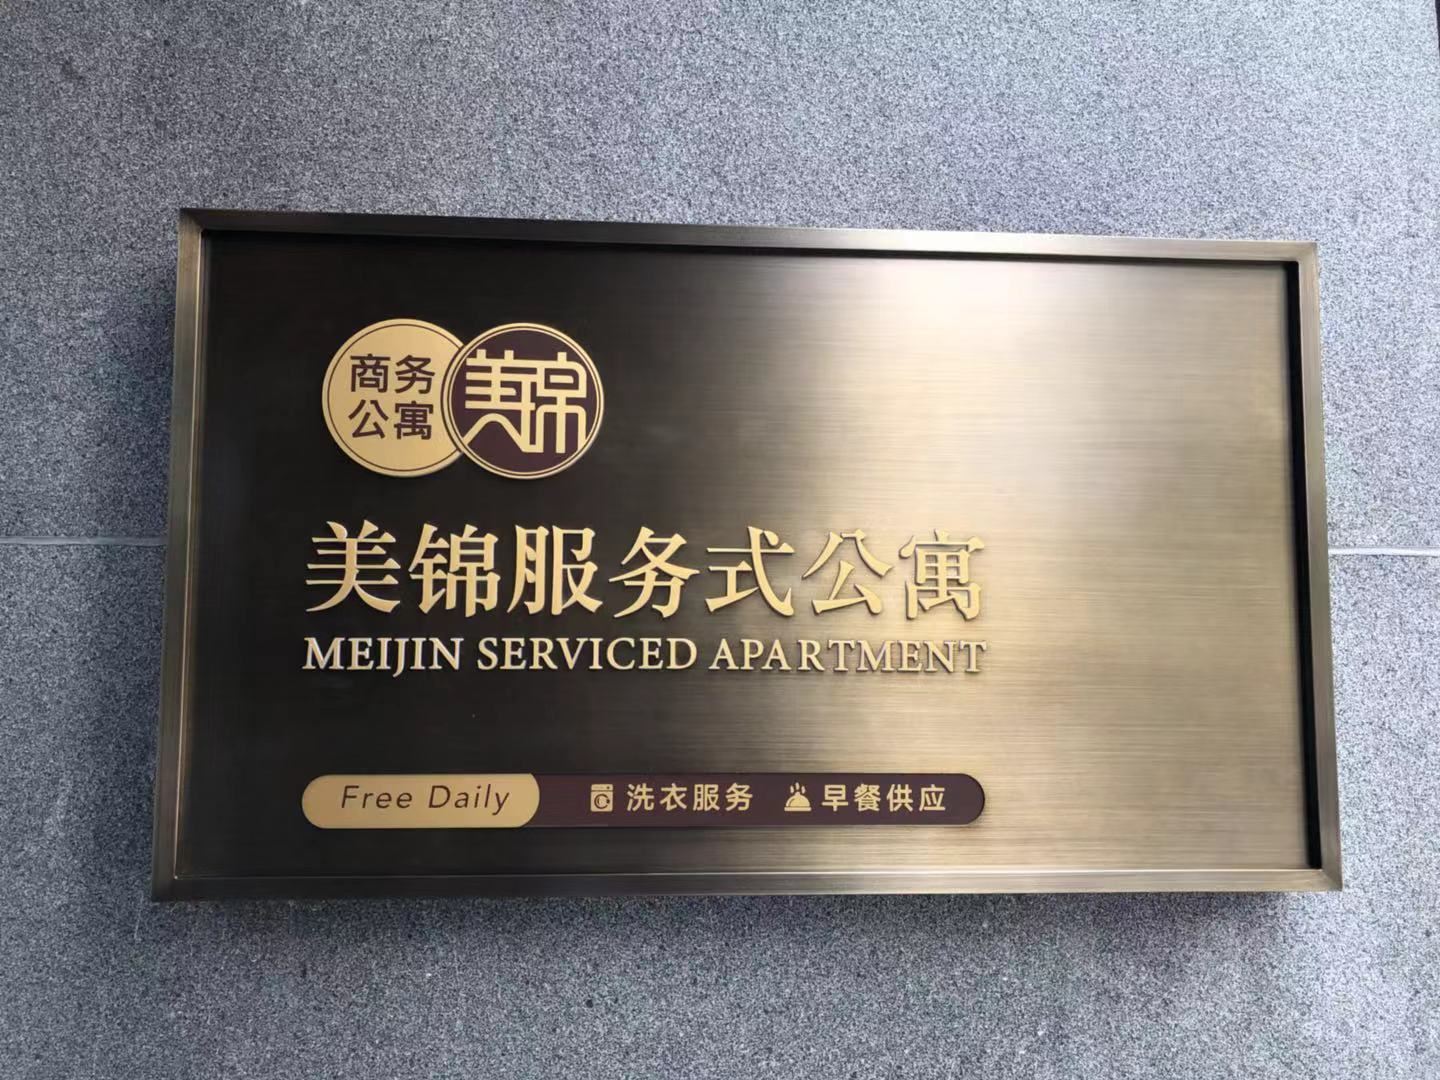 商务
公寓
美锦
美锦服务式公寓
MEIJIN SERVICED APARTMENT
Free Daily 洗衣服务 早餐供应